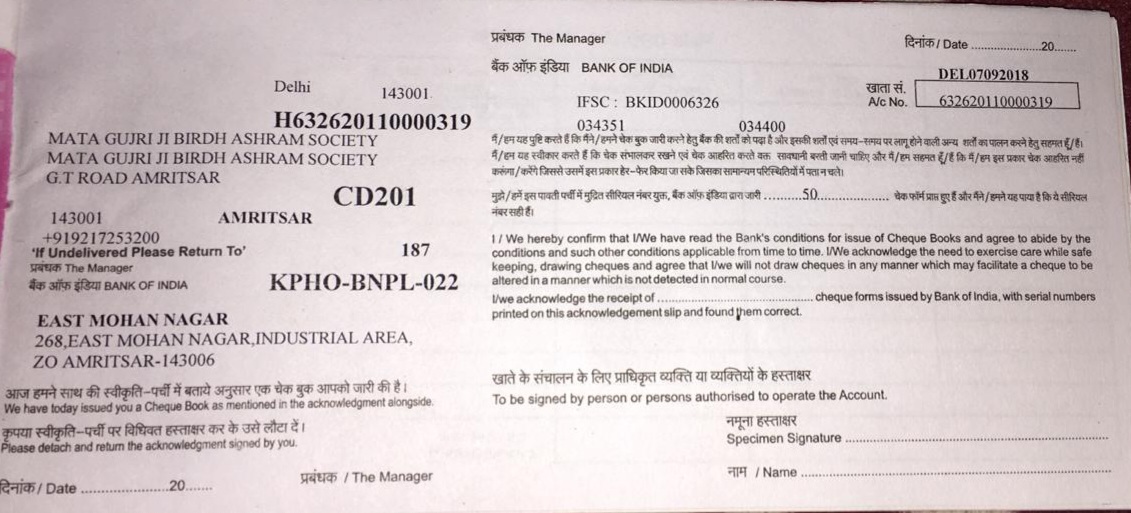 Delhi 143001
H632620110000319
MATA GUJRI JI BIRDH ASHRAM SOCIETY
MATA GUJRI JI BIRDH ASHRAM SOCIETY
G.T ROAD AMRITSAR
CD201
143001 AMRITSAR
+919217253200
'If Undelivered Please Return To' 187
प्रबंधक The Manager
बैंक ऑफ़ इंडिया BANK OF INDIA KPHO-BNPL-022
EAST MOHAN NAGAR
268,EAST MOHAN NAGAR,INDUSTRIAL AREA,
ZO AMRITSAR-143006
आज हमने साथ की स्वीकृति-पर्ची में बताये अनुसार एक चेक बुक आपको जारी की है।
We have today issued you a Cheque Book as mentioned in the acknowledgment alongside.
कृपया स्वीकृति-पर्ची पर विधिवत हस्ताक्षर कर के उसे लौटा दें।
Please detach and return the acknowledgment signed by you.
दिनांक / Date ......................20....... प्रबंधक / The Manager
प्रबंधक The Manager
दिनांक / Date .................20.......
बैंक ऑफ़ इंडिया BANK OF INDIA
DEL07092018
IFSC : BKID0006326
खाता सं.
A/c No. 632620110000319
034351 034400
मैं/हम यह पुष्टि करते हैं कि मैंने/हमने चेक बुक जारी करने हेतु बैंक की शर्तों को पढ़ा है और इसकी शर्तों एवं समय-समय पर लागू होने वाली अन्य शर्तों का पालन करने हेतु सहमत हूँ/हैं।
मैं/हम यह स्वीकार करते हैं कि चेक संभालकर रखने एवं चेक आहरित करते वक्त सावधानी बरती जानी चाहिए और मैं/हम सहमत हूँ/हैं कि मैं/हम इस प्रकार चेक आहरित नहीं
करूंगा/करेंगे जिससे उसमें इस प्रकार हेर-फेर किया जा सके जिसका सामान्यम परिस्थितियों में पता न चले।
मुझे/हमें इस पावती पर्ची में मुद्रित सीरियल नंबर युक्त, बैंक ऑफ़ इंडिया द्वारा जारी ..........50.................. चेक फॉर्म प्राप्त हुए हैं और मैंने/हमने यह पाया है कि ये सीरियल
नंबर सही हैं।
I / We hereby confirm that I/We have read the Bank's conditions for issue of Cheque Books and agree to abide by the
conditions and such other conditions applicable from time to time. I/We acknowledge the need to exercise care while safe
keeping, drawing cheques and agree that I/we will not draw cheques in any manner which may facilitate a cheque to be
altered in a manner which is not detected in normal course.
I/we acknowledge the receipt of ........................................ cheque forms issued by Bank of India, with serial numbers
printed on this acknowledgement slip and found them correct.
खाते के संचालन के लिए प्राधिकृत व्यक्ति या व्यक्तियों के हस्ताक्षर
To be signed by person or persons authorised to operate the Account.
नमूना हस्ताक्षर
Specimen Signature ......................................................................
नाम / Name ..............................................................................